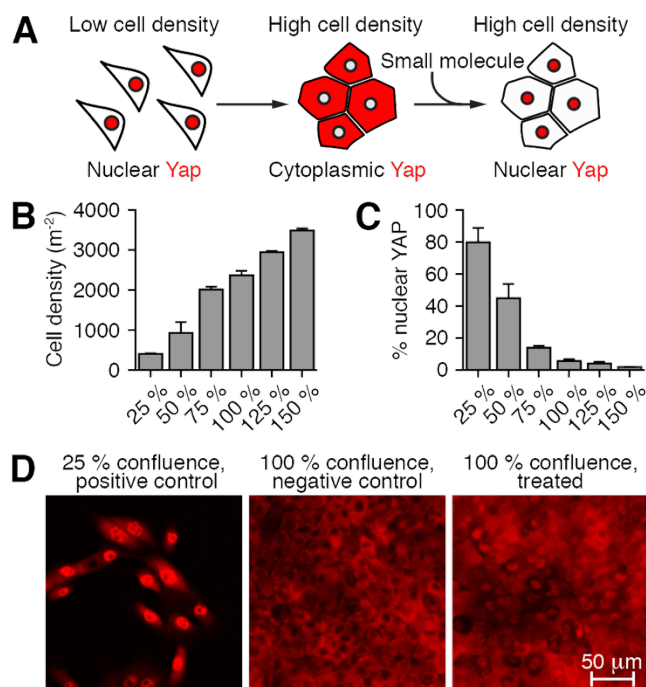 A
Low cell density
High cell density
High cell density
Small molecule
Nuclear Yap
Cytoplasmic Yap
Nuclear Yap
B
Cell density (m⁻²)
4000
3000
2000
1000
0
25 %
50 %
75 %
100 %
125 %
150 %
C
% nuclear YAP
100
80
60
40
20
0
25 %
50 %
75 %
100 %
125 %
150 %
D
25 % confluence,
positive control
100 % confluence,
negative control
100 % confluence,
treated
50 µm